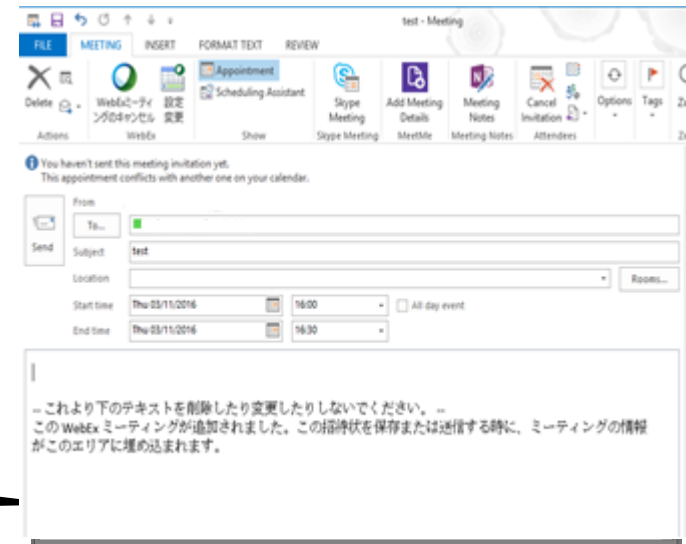 test - Meeting
FILE MEETING INSERT FORMAT TEXT REVIEW
Delete
WebExミーティングのキャンセル
設定変更
Appointment
Scheduling Assistant
Skype Meeting
Add Meeting Details
Meeting Notes
Cancel Invitation
Options
Tags
Actions WebEx Show Skype Meeting MeetMe Meeting Notes Attendees
You haven't sent this meeting invitation yet.
This appointment conflicts with another one on your calendar.
From
To...
Send
Subject test
Location Rooms...
Start time Thu 03/11/2016 16:00 All day event
End time Thu 03/11/2016 16:30
-- これより下のテキストを削除したり変更したりしないでください。 --
この WebEx ミーティングが追加されました。この招待状を保存または送信する時に、ミーティングの情報
がこのエリアに埋め込まれます。